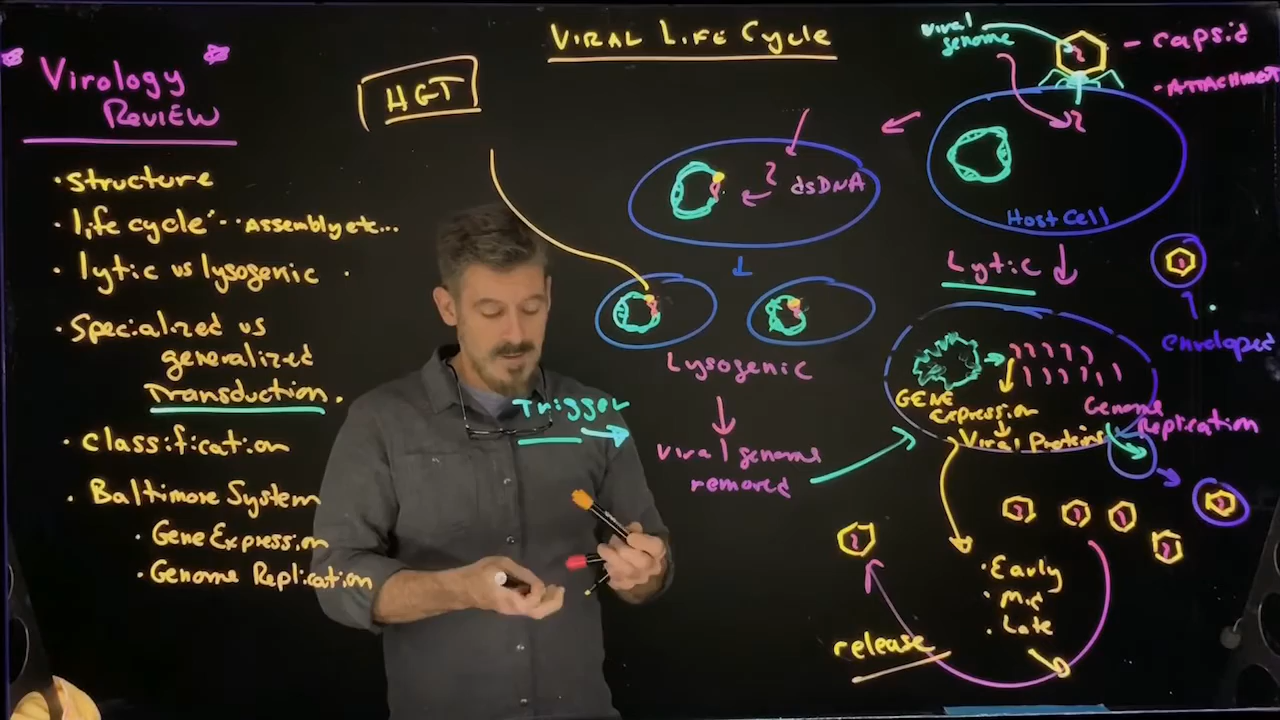 Virology
Review
• Structure
• life cycle - - Assembly etc...
• lytic vs lysogenic
• Specialized vs
generalized
Transduction.
• Classification
• Baltimore System
• Gene Expression
• Genome Replication
HGT
Viral Life Cycle
viral
genome
- capsid
- ATTACHMENT
Host Cell
dsDNA
Lysogenic
Trigger
viral genome
removed
Lytic
enveloped
GENE
Expression
Viral Proteins
Genome
Replication
• Early
• Mid
• Late
release